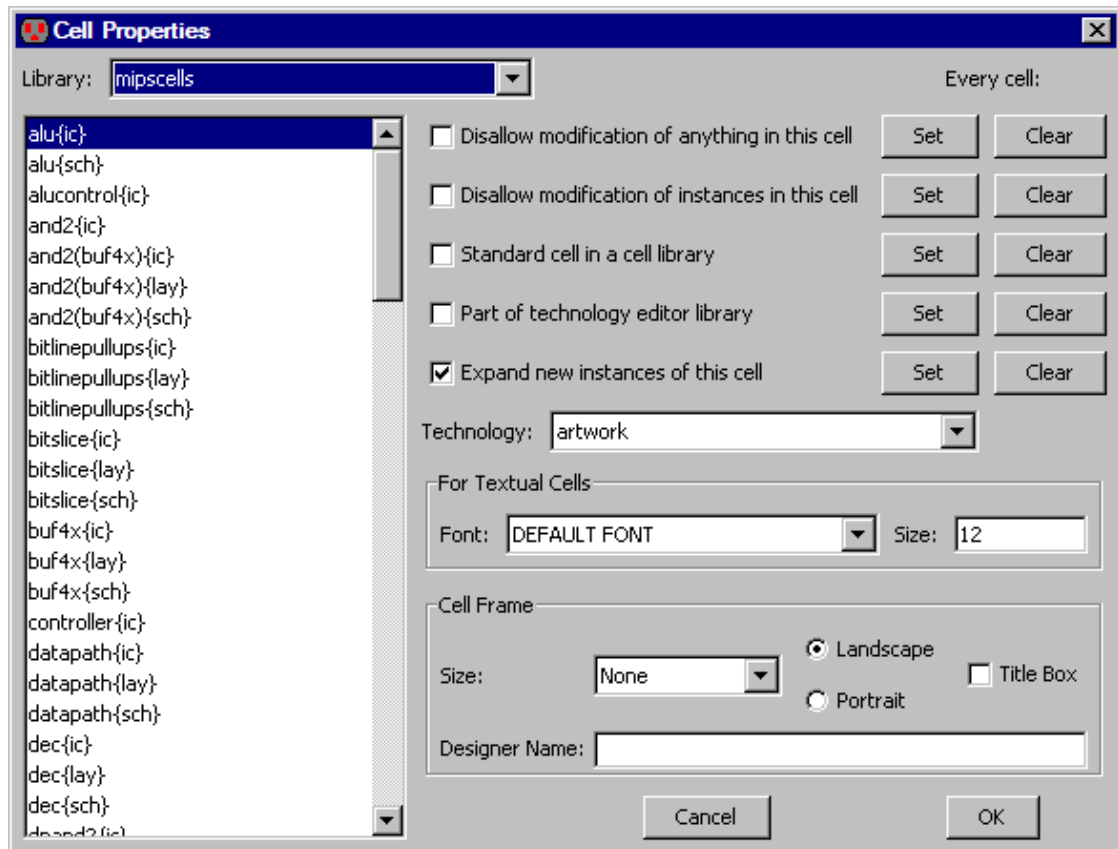 Cell Properties
Library: mipscells Every cell:
alu{ic}
alu{sch}
alucontrol{ic}
and2{ic}
and2(buf4x){ic}
and2(buf4x){lay}
and2(buf4x){sch}
bitlinepullups{ic}
bitlinepullups{lay}
bitlinepullups{sch}
bitslice{ic}
bitslice{lay}
bitslice{sch}
buf4x{ic}
buf4x{lay}
buf4x{sch}
controller{ic}
datapath{ic}
datapath{lay}
datapath{sch}
dec{ic}
dec{lay}
dec{sch}
dpand2{ic}
Disallow modification of anything in this cell Set Clear
Disallow modification of instances in this cell Set Clear
Standard cell in a cell library Set Clear
Part of technology editor library Set Clear
Expand new instances of this cell Set Clear
Technology: artwork
For Textual Cells
Font: DEFAULT FONT Size: 12
Cell Frame
Size: None Landscape Title Box
Portrait
Designer Name:
Cancel OK